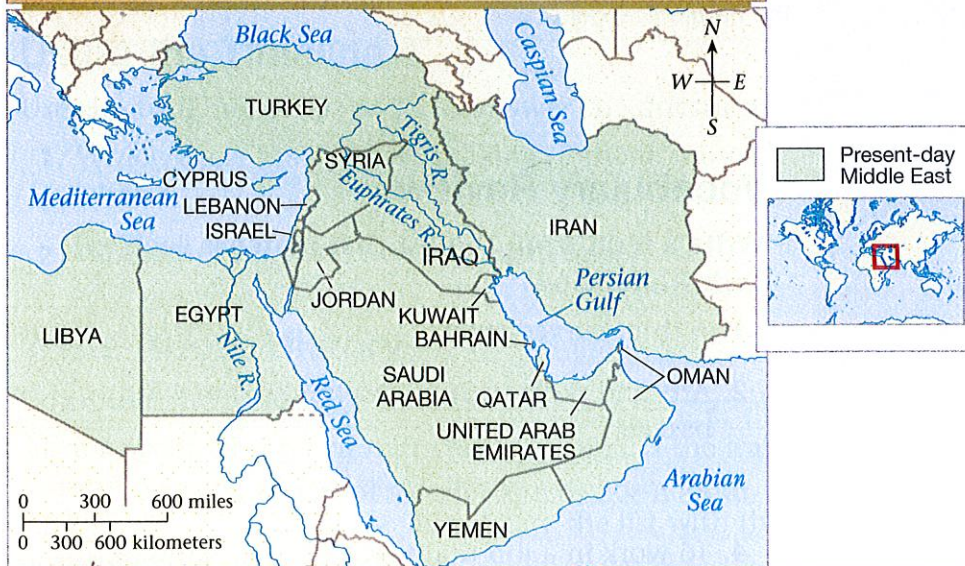 Black Sea
Caspian Sea
N
W
E
S
TURKEY
Tigris R.
SYRIA
CYPRUS
Mediterranean
Sea
LEBANON
Euphrates R.
ISRAEL
IRAQ
IRAN
Present-day
Middle East
JORDAN
KUWAIT
Persian
Gulf
BAHRAIN
LIBYA
EGYPT
Nile R.
Red Sea
SAUDI
ARABIA
QATAR
OMAN
UNITED ARAB
EMIRATES
Arabian
Sea
YEMEN
0 300 600 miles
0 300 600 kilometers